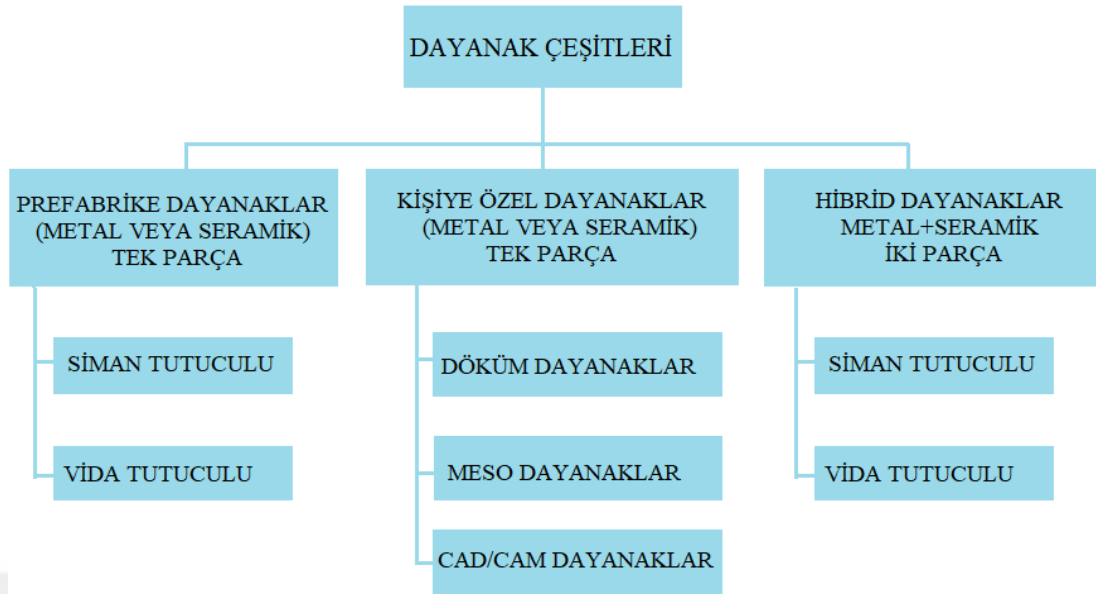 DAYANAK ÇEŞİTLERİ
PREFABRİKE DAYANAKLAR
(METAL VEYA SERAMİK)
TEK PARÇA
SİMAN TUTUCULU
VİDA TUTUCULU
KİŞİYE ÖZEL DAYANAKLAR
(METAL VEYA SERAMİK)
TEK PARÇA
DÖKÜM DAYANAKLAR
MESO DAYANAKLAR
CAD/CAM DAYANAKLAR
HİBRİD DAYANAKLAR
METAL+SERAMİK
İKİ PARÇA
SİMAN TUTUCULU
VİDA TUTUCULU